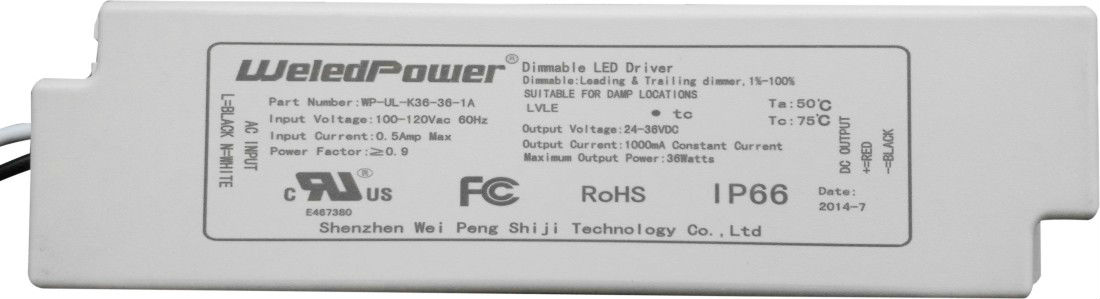 WeledPower®
Part Number:WP-UL-K36-36-1A
Input Voltage:100-120Vac 60Hz
Input Current:0.5Amp Max
Power Factor:≥0.9
L=BLACK N=WHITE
AC INPUT
Dimmable LED Driver
Dimmable:Leading & Trailing dimmer,1%-100%
SUITABLE FOR DAMP LOCATIONS
LVLE
• tc
Ta:50℃
Tc:75℃
Output Voltage:24-36VDC
Output Current:1000mA Constant Current
Maximum Output Power:36Watts
DC OUTPUT
+=RED
-=BLACK
c RU® US
E467380
FC
RoHS
IP66
Date:
2014-7
Shenzhen Wei Peng Shiji Technology Co.,Ltd